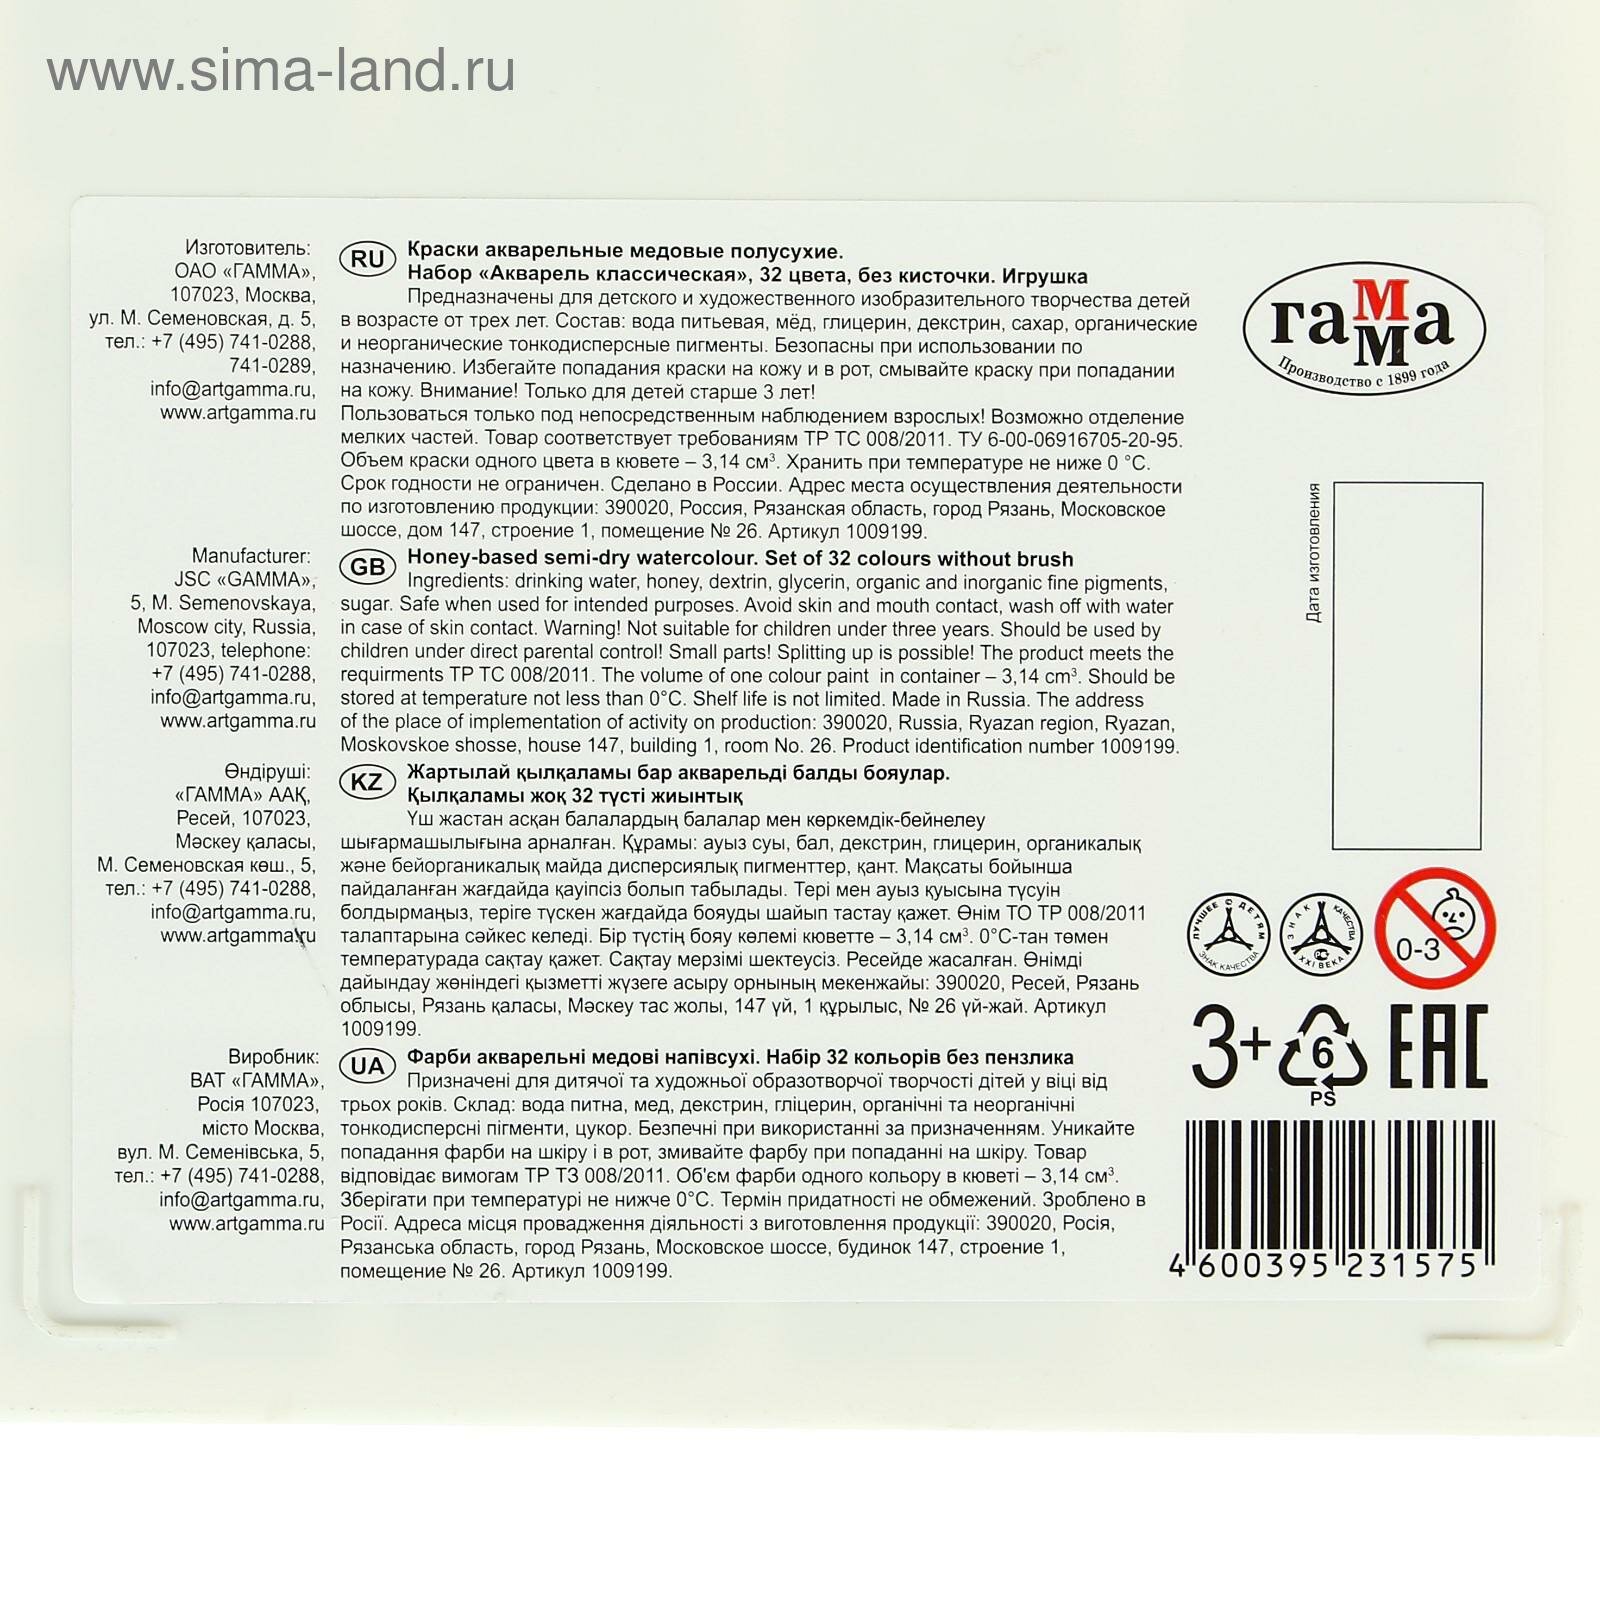 www.sima-land.ru
Изготовитель:
ОАО «ГАММА»,
107023, Москва,
ул. М. Семеновская, д. 5,
тел.: +7 (495) 741-0288,
741-0289,
info@artgamma.ru,
www.artgamma.ru
RU
Краски акварельные медовые полусухие.
Набор «Акварель классическая», 32 цвета, без кисточки. Игрушка
Предназначены для детского и художественного изобразительного творчества детей
в возрасте от трех лет. Состав: вода питьевая, мёд, глицерин, декстрин, сахар, органические
и неорганические тонкодисперсные пигменты. Безопасны при использовании по
назначению. Избегайте попадания краски на кожу и в рот, смывайте краску при попадании
на кожу. Внимание! Только для детей старше 3 лет!
Пользоваться только под непосредственным наблюдением взрослых! Возможно отделение
мелких частей. Товар соответствует требованиям ТР ТС 008/2011. ТУ 6-00-06916705-20-95.
Объем краски одного цвета в кювете – 3,14 см³. Хранить при температуре не ниже 0 °С.
Срок годности не ограничен. Сделано в России. Адрес места осуществления деятельности
по изготовлению продукции: 390020, Россия, Рязанская область, город Рязань, Московское
шоссе, дом 147, строение 1, помещение № 26. Артикул 1009199.
Manufacturer:
JSC «GAMMA»,
5, M. Semenovskaya,
Moscow city, Russia,
107023, telephone:
+7 (495) 741-0288,
info@artgamma.ru,
www.artgamma.ru
GB
Honey-based semi-dry watercolour. Set of 32 colours without brush
Ingredients: drinking water, honey, dextrin, glycerin, organic and inorganic fine pigments,
sugar. Safe when used for intended purposes. Avoid skin and mouth contact, wash off with water
in case of skin contact. Warning! Not suitable for children under three years. Should be used by
children under direct parental control! Small parts! Splitting up is possible! The product meets the
requirments ТР ТС 008/2011. The volume of one colour paint in container – 3,14 cm³. Should be
stored at temperature not less than 0°C. Shelf life is not limited. Made in Russia. The address
of the place of implementation of activity on production: 390020, Russia, Ryazan region, Ryazan,
Moskovskoe shosse, house 147, building 1, room No. 26. Product identification number 1009199.
Өндіруші:
«ГАММА» ААҚ,
Ресей, 107023,
Мәскеу қаласы,
М. Семеновская көш., 5,
тел.: +7 (495) 741-0288,
info@artgamma.ru,
www.artgamma.ru
KZ
Жартылай қылқаламы бар акварельді балды бояулар.
Қылқаламы жоқ 32 түсті жиынтық
Үш жастан асқан балалардың балалар мен көркемдік-бейнелеу
шығармашылығына арналған. Құрамы: ауыз суы, бал, декстрин, глицерин, органикалық
және бейорганикалық майда дисперсиялық пигменттер, қант. Мақсаты бойынша
пайдаланған жағдайда қауіпсіз болып табылады. Тері мен ауыз қуысына түсуін
болдырмаңыз, теріге түскен жағдайда бояуды шайып тастау қажет. Өнім ТО ТР 008/2011
талаптарына сәйкес келеді. Бір түстің бояу көлемі кюветте – 3,14 см³. 0°С-тан төмен
температурада сақтау қажет. Сақтау мерзімі шектеусіз. Ресейде жасалған. Өнімді
дайындау жөніндегі қызметті жүзеге асыру орнының мекенжайы: 390020, Ресей, Рязань
облысы, Рязань қаласы, Мәскеу тас жолы, 147 үй, 1 құрылыс, № 26 үй-жай. Артикул
1009199.
Виробник:
ВАТ «ГАММА»,
Росія 107023,
місто Москва,
вул. М. Семенівська, 5,
тел.: +7 (495) 741-0288,
info@artgamma.ru,
www.artgamma.ru
UA
Фарби акварельні медові напівсухі. Набір 32 кольорів без пензлика
Призначені для дитячої та художньої образотворчої творчості дітей у віці від
трьох років. Склад: вода питна, мед, декстрин, гліцерин, органічні та неорганічні
тонкодисперсні пігменти, цукор. Безпечні при використанні за призначенням. Уникайте
попадання фарби на шкіру і в рот, змивайте фарбу при попаданні на шкіру. Товар
відповідає вимогам ТР ТЗ 008/2011. Об'єм фарби одного кольору в кюветі – 3,14 см³.
Зберігати при температурі не нижче 0°С. Термін придатності не обмежений. Зроблено в
Росії. Адреса місця провадження діяльності з виготовлення продукції: 390020, Росія,
Рязанська область, город Рязань, Московское шоссе, будинок 147, строение 1,
помещение № 26. Артикул 1009199.
гамма
Производство с 1899 года
Дата изготовления
ЛУЧШЕЕ ДЕТЯМ
ЗНАК КАЧЕСТВА
ЗНАК КАЧЕСТВА
XXI ВЕКА
0-3
3+
6
PS
EAC
4 600395 231575